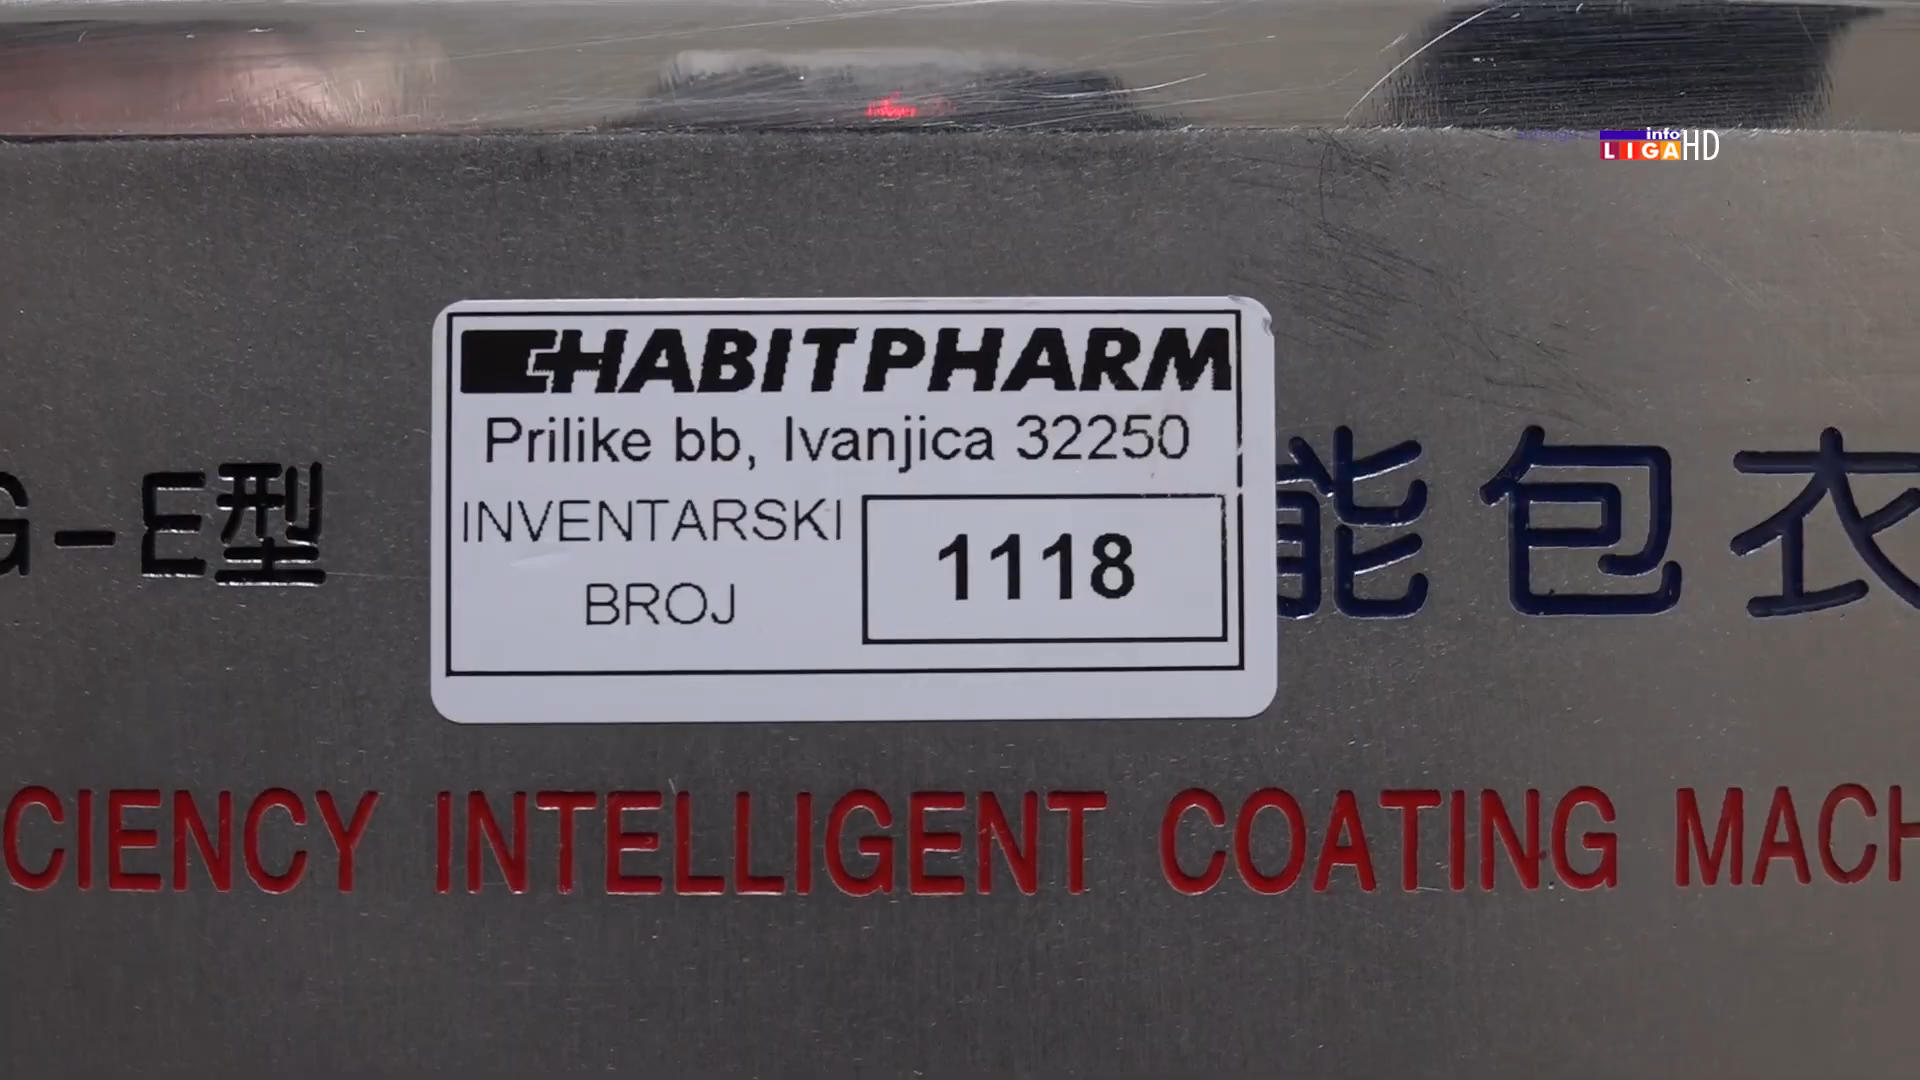 info
LIGA HD
HABITPHARM
Prilike bb, Ivanjica 32250
INVENTARSKI
BROJ
1118
G-E型
能包衣
CIENCY INTELLIGENT COATING MACH